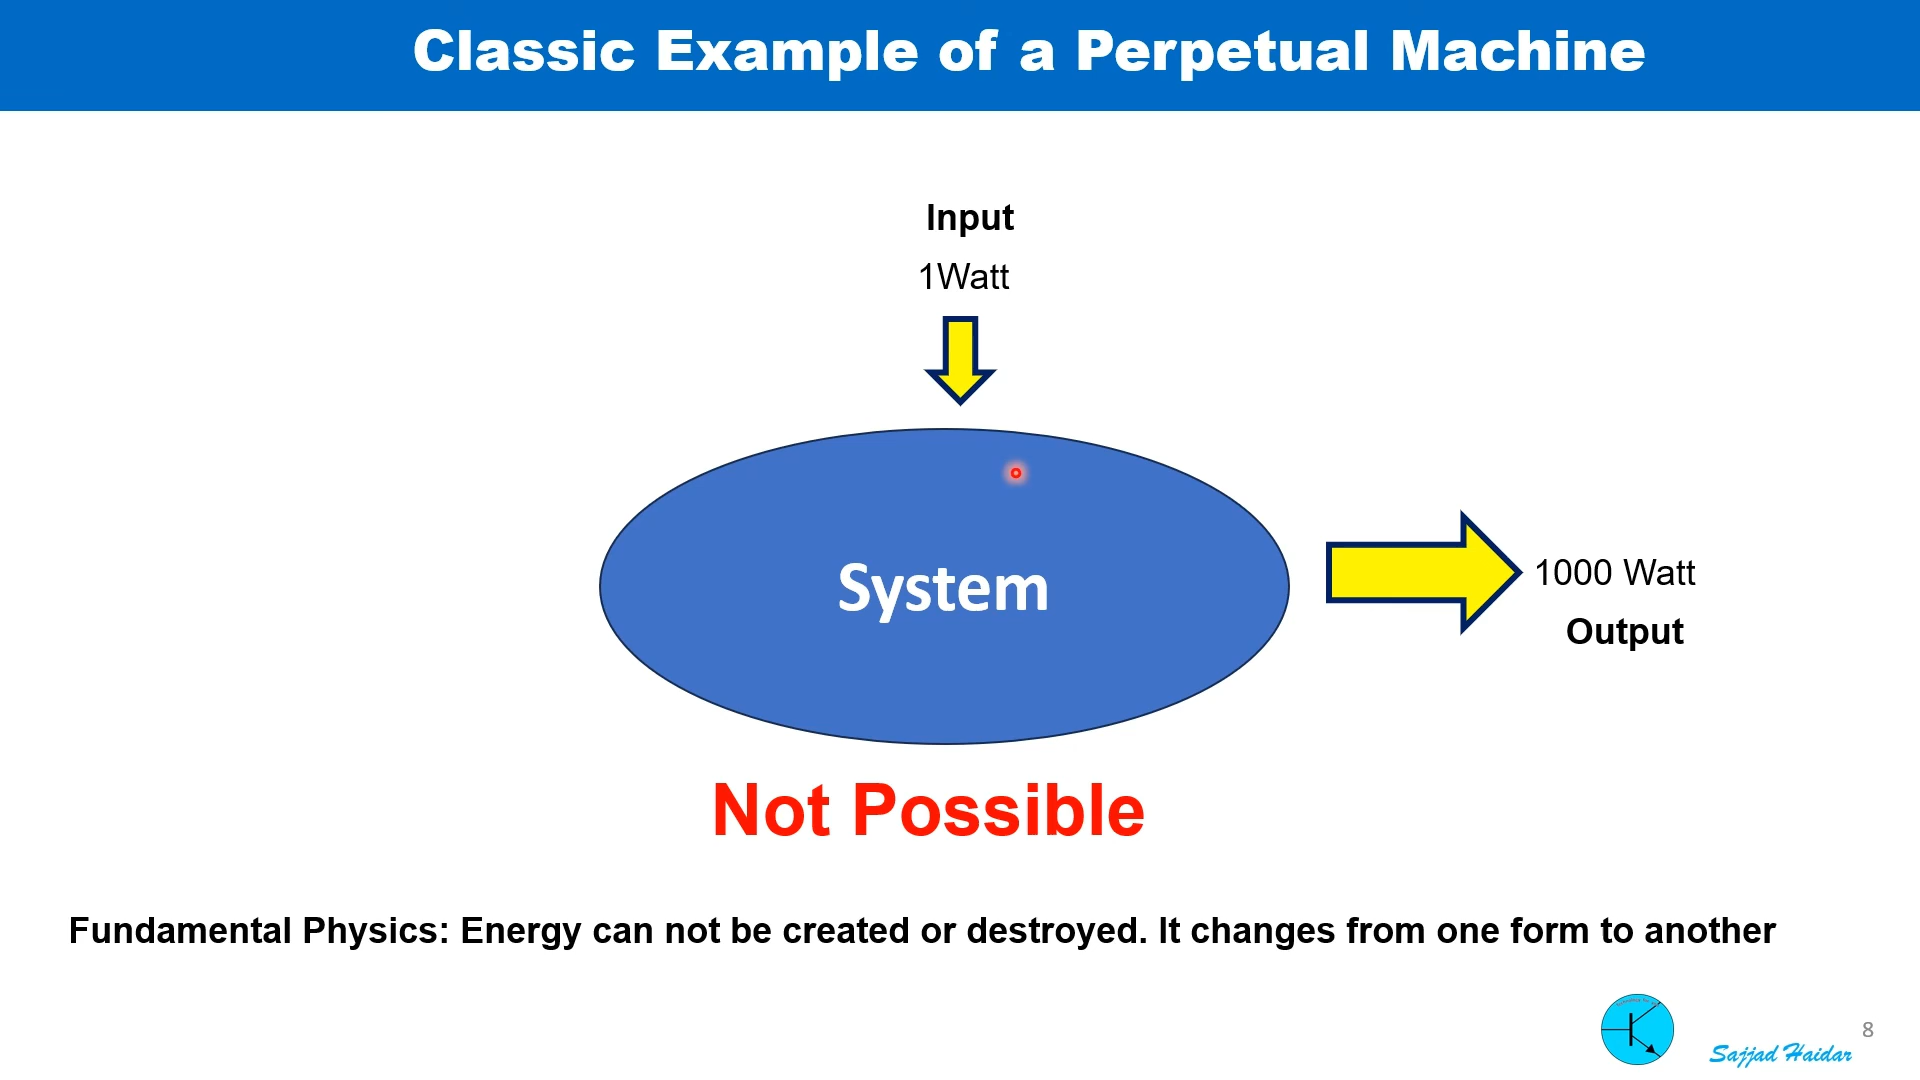 Classic Example of a Perpetual Machine
Input
1Watt
System
1000 Watt
Output
Not Possible
Fundamental Physics: Energy can not be created or destroyed. It changes from one form to another
Sajjad Haidar
8